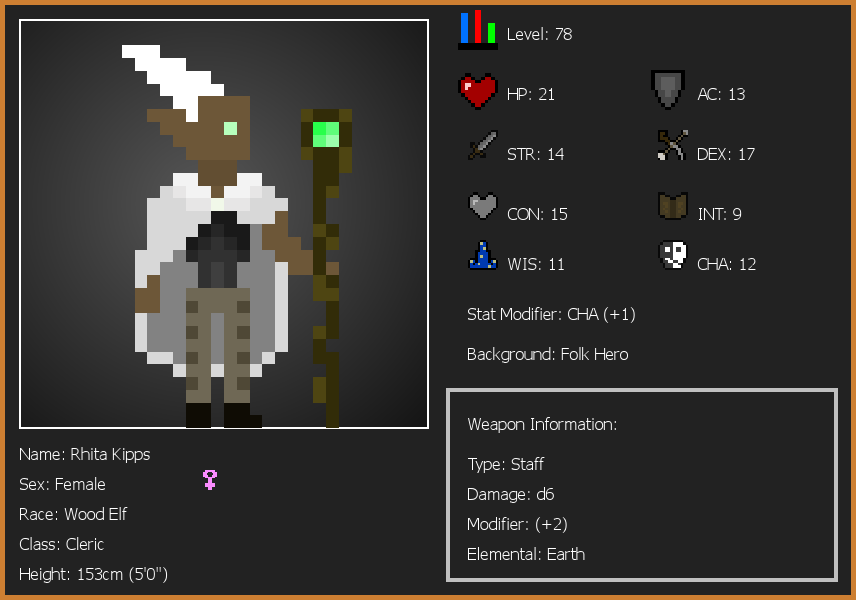 Level: 78
HP: 21
AC: 13
STR: 14
DEX: 17
CON: 15
INT: 9
WIS: 11
CHA: 12
Stat Modifier: CHA (+1)
Background: Folk Hero
Weapon Information:
Type: Staff
Damage: d6
Modifier: (+2)
Elemental: Earth
Name: Rhita Kipps
Sex: Female
Race: Wood Elf
Class: Cleric
Height: 153cm (5'0")